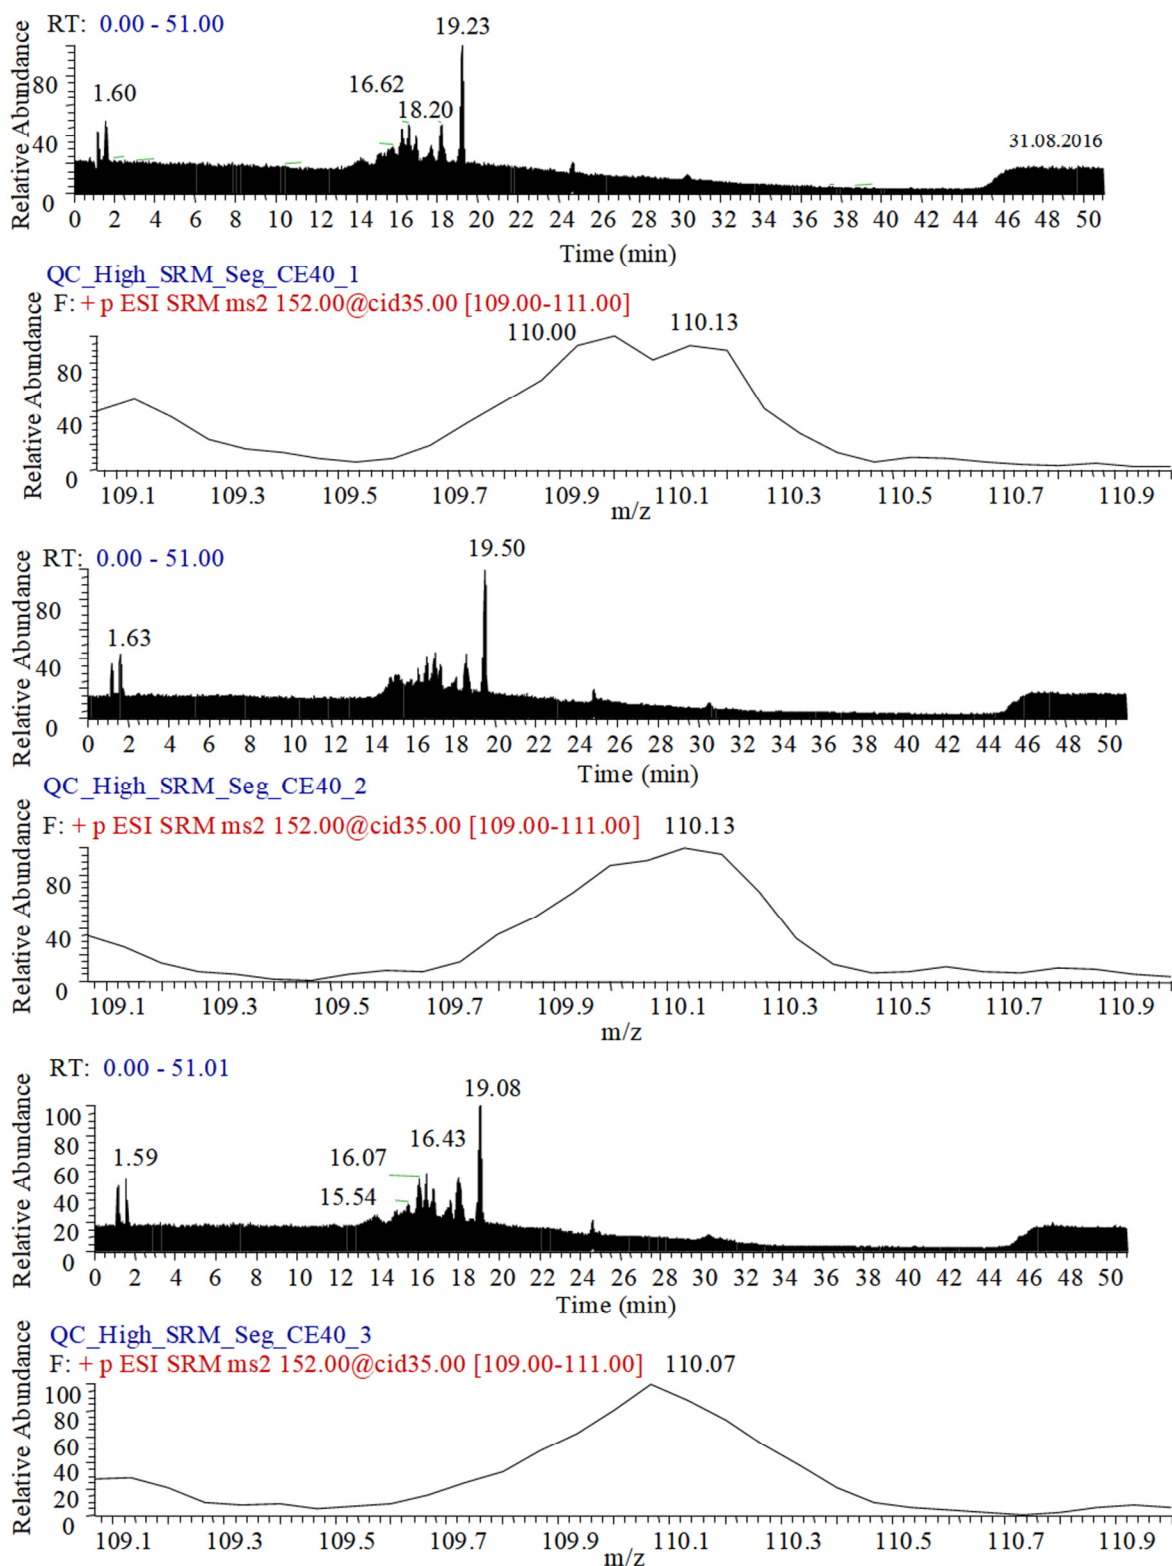 RT: 0.00 - 51.00
19.23
16.62
1.60
18.20
31.08.2016
Relative Abundance
80
40
0
0 2 4 6 8 10 12 14 16 18 20 22 24 26 28 30 32 34 36 38 40 42 44 46 48 50
Time (min)
QC_High_SRM_Seg_CE40_1
F: + p ESI SRM ms2 152.00@cid35.00 [109.00-111.00]
110.00 110.13
Relative Abundance
80
40
0
109.1 109.3 109.5 109.7 109.9 110.1 110.3 110.5 110.7 110.9
m/z
RT: 0.00 - 51.00
19.50
1.63
Relative Abundance
80
40
0
0 2 4 6 8 10 12 14 16 18 20 22 24 26 28 30 32 34 36 38 40 42 44 46 48 50
Time (min)
QC_High_SRM_Seg_CE40_2
F: + p ESI SRM ms2 152.00@cid35.00 [109.00-111.00] 110.13
Relative Abundance
80
40
0
109.1 109.3 109.5 109.7 109.9 110.1 110.3 110.5 110.7 110.9
m/z
RT: 0.00 - 51.01
19.08
16.43
1.59
16.07
15.54
Relative Abundance
100
80
60
40
20
0
0 2 4 6 8 10 12 14 16 18 20 22 24 26 28 30 32 34 36 38 40 42 44 46 48 50
Time (min)
QC_High_SRM_Seg_CE40_3
F: + p ESI SRM ms2 152.00@cid35.00 [109.00-111.00] 110.07
Relative Abundance
100
80
60
40
20
0
109.1 109.3 109.5 109.7 109.9 110.1 110.3 110.5 110.7 110.9
m/z